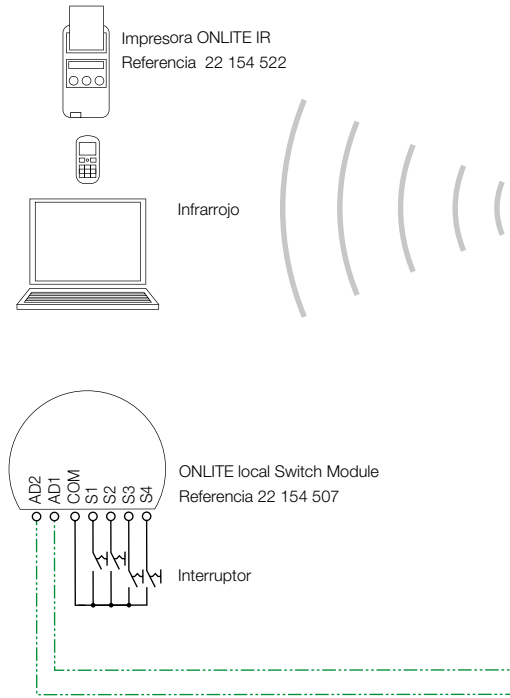 Impresora ONLITE IR
Referencia 22 154 522
Infrarrojo
AD2
AD1
COM
S1
S2
S3
S4
ONLITE local Switch Module
Referencia 22 154 507
Interruptor